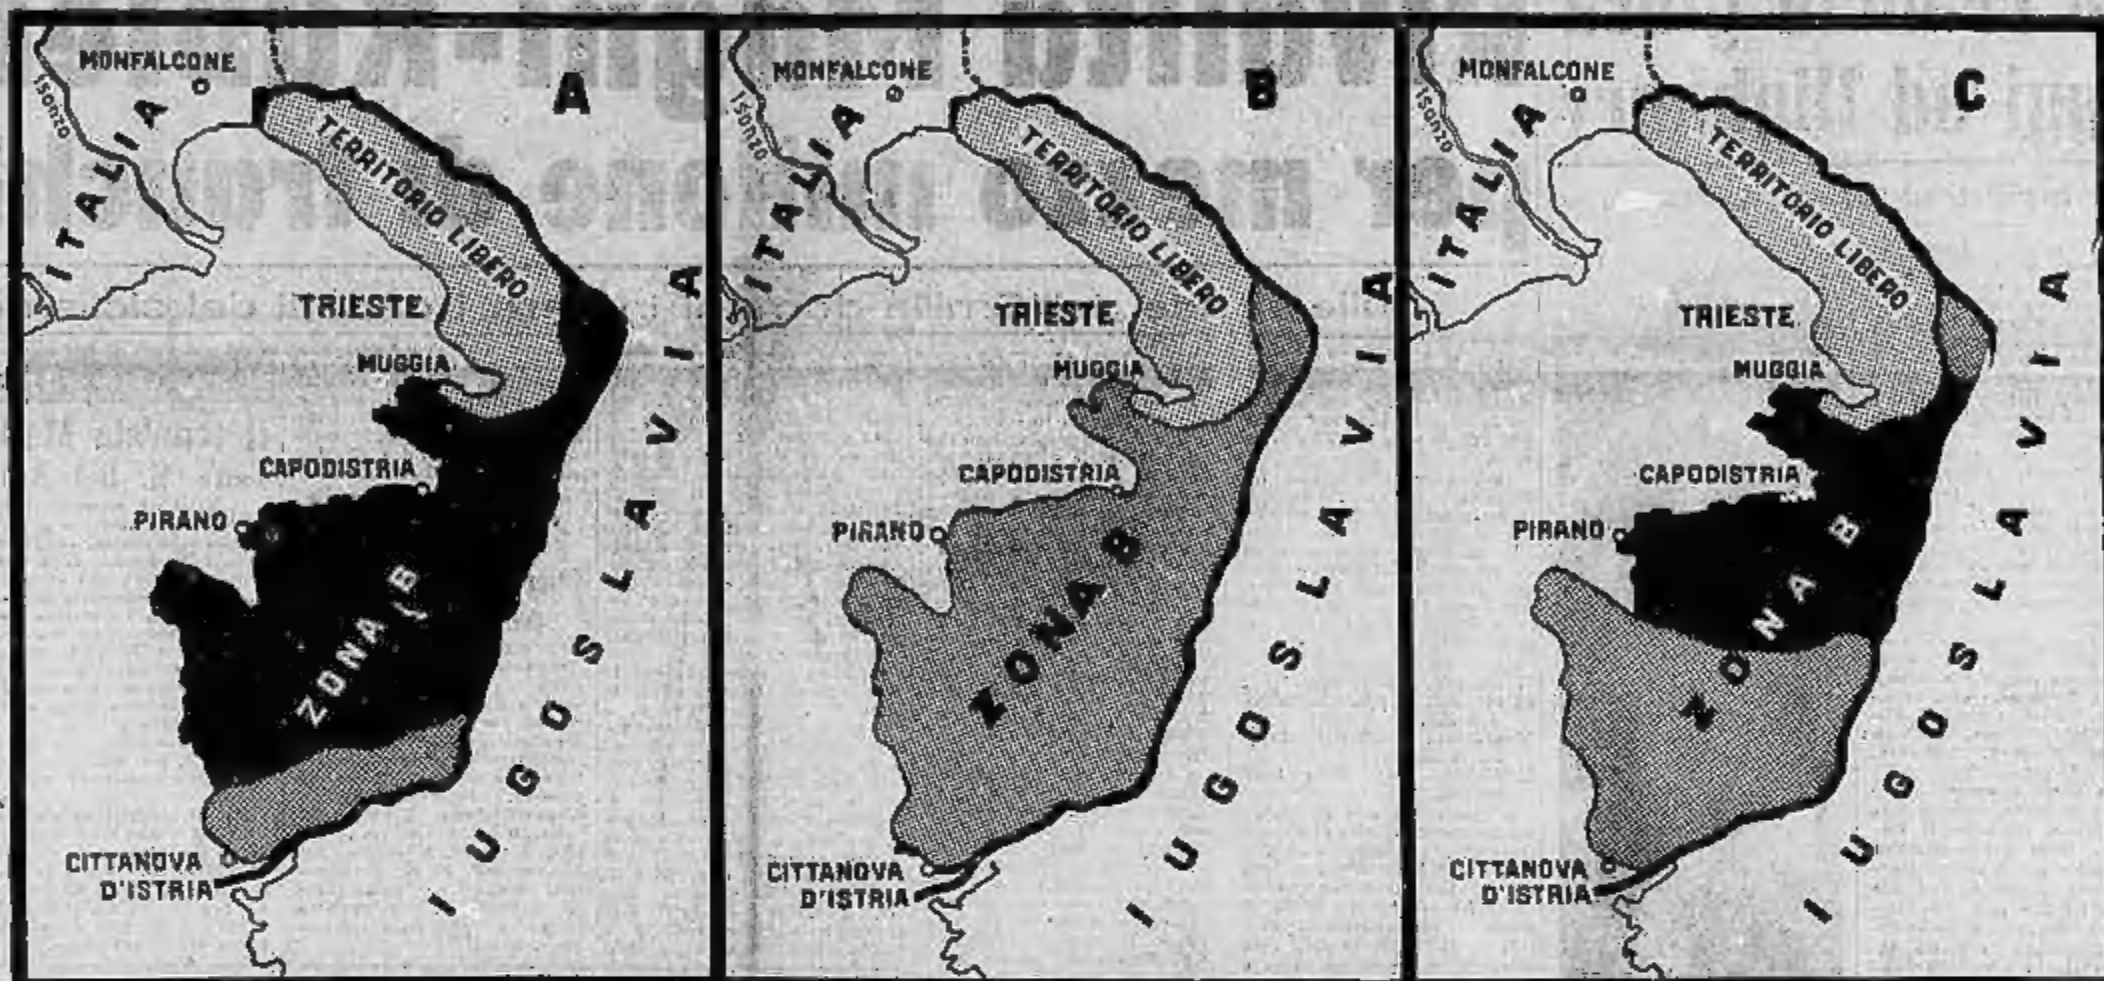 A
MONFALCONE
ISONZO
ITALIA
TERRITORIO LIBERO
TRIESTE
MUGGIA
CAPODISTRIA
PIRANO
ZONA B
CITTANOVA
D'ISTRIA
IUGOSLAVIA
B
MONFALCONE
ISONZO
ITALIA
TERRITORIO LIBERO
TRIESTE
MUGGIA
CAPODISTRIA
PIRANO
ZONA B
CITTANOVA
D'ISTRIA
IUGOSLAVIA
C
MONFALCONE
ISONZO
ITALIA
TERRITORIO LIBERO
TRIESTE
MUGGIA
CAPODISTRIA
PIRANO
ZONA B
CITTANOVA
D'ISTRIA
IUGOSLAVIA